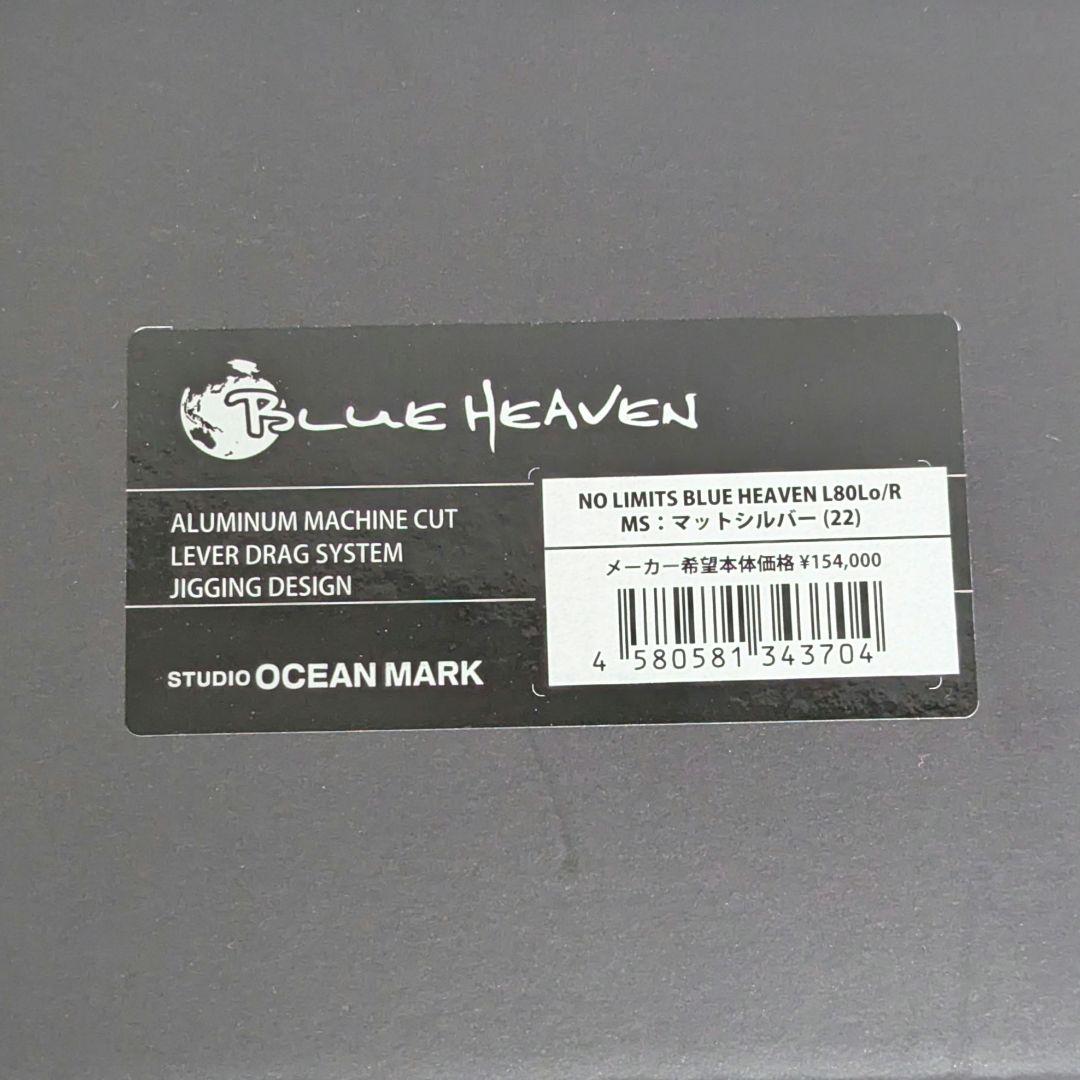 BLUE HEAVEN
ALUMINUM MACHINE CUT
LEVER DRAG SYSTEM
JIGGING DESIGN
STUDIO OCEAN MARK
NO LIMITS BLUE HEAVEN L80Lo/R
MS：マットシルバー (22)
メーカー希望本体価格 ¥154,000
4 580581 343704